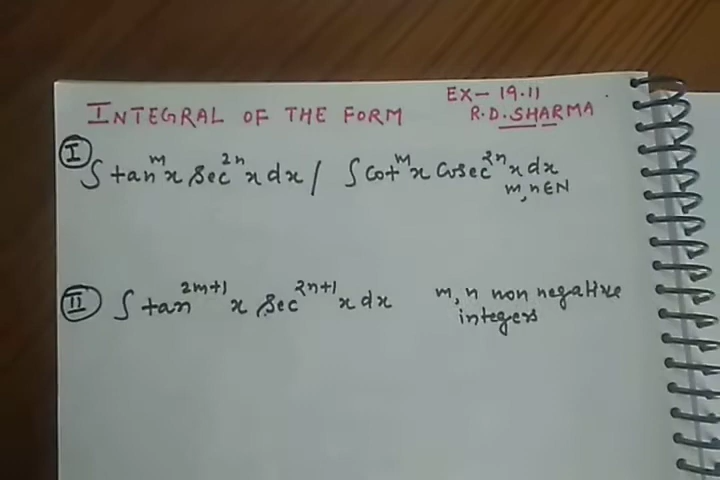 INTEGRAL OF THE FORM
EX- 19.11
R.D. SHARMA
I ∫ tan^m x sec^2n x dx / ∫ cot^m x cosec^2n x dx
m, n ∈ N
II ∫ tan^2m+1 x sec^2n+1 x dx m, n non negative
integers